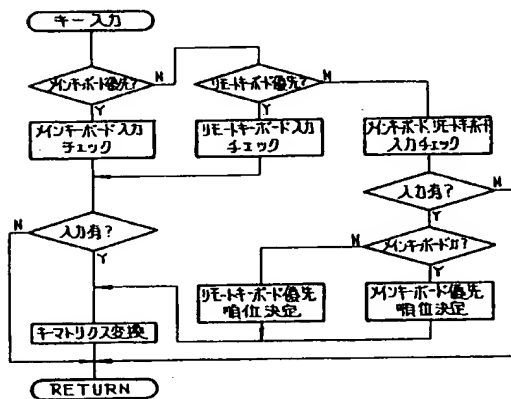 キー入力
メインキーボード優先?
N
Y
リモートキーボード優先?
N
Y
メインキーボード入力
チェック
リモートキーボード入力
チェック
メインキーボード,リモートキーボード
入力チェック
入力有?
N
Y
入力有?
N
Y
メインキーボードか?
N
Y
リモートキーボード優先
順位決定
メインキーボード優先
順位決定
キーマトリクス変換
RETURN